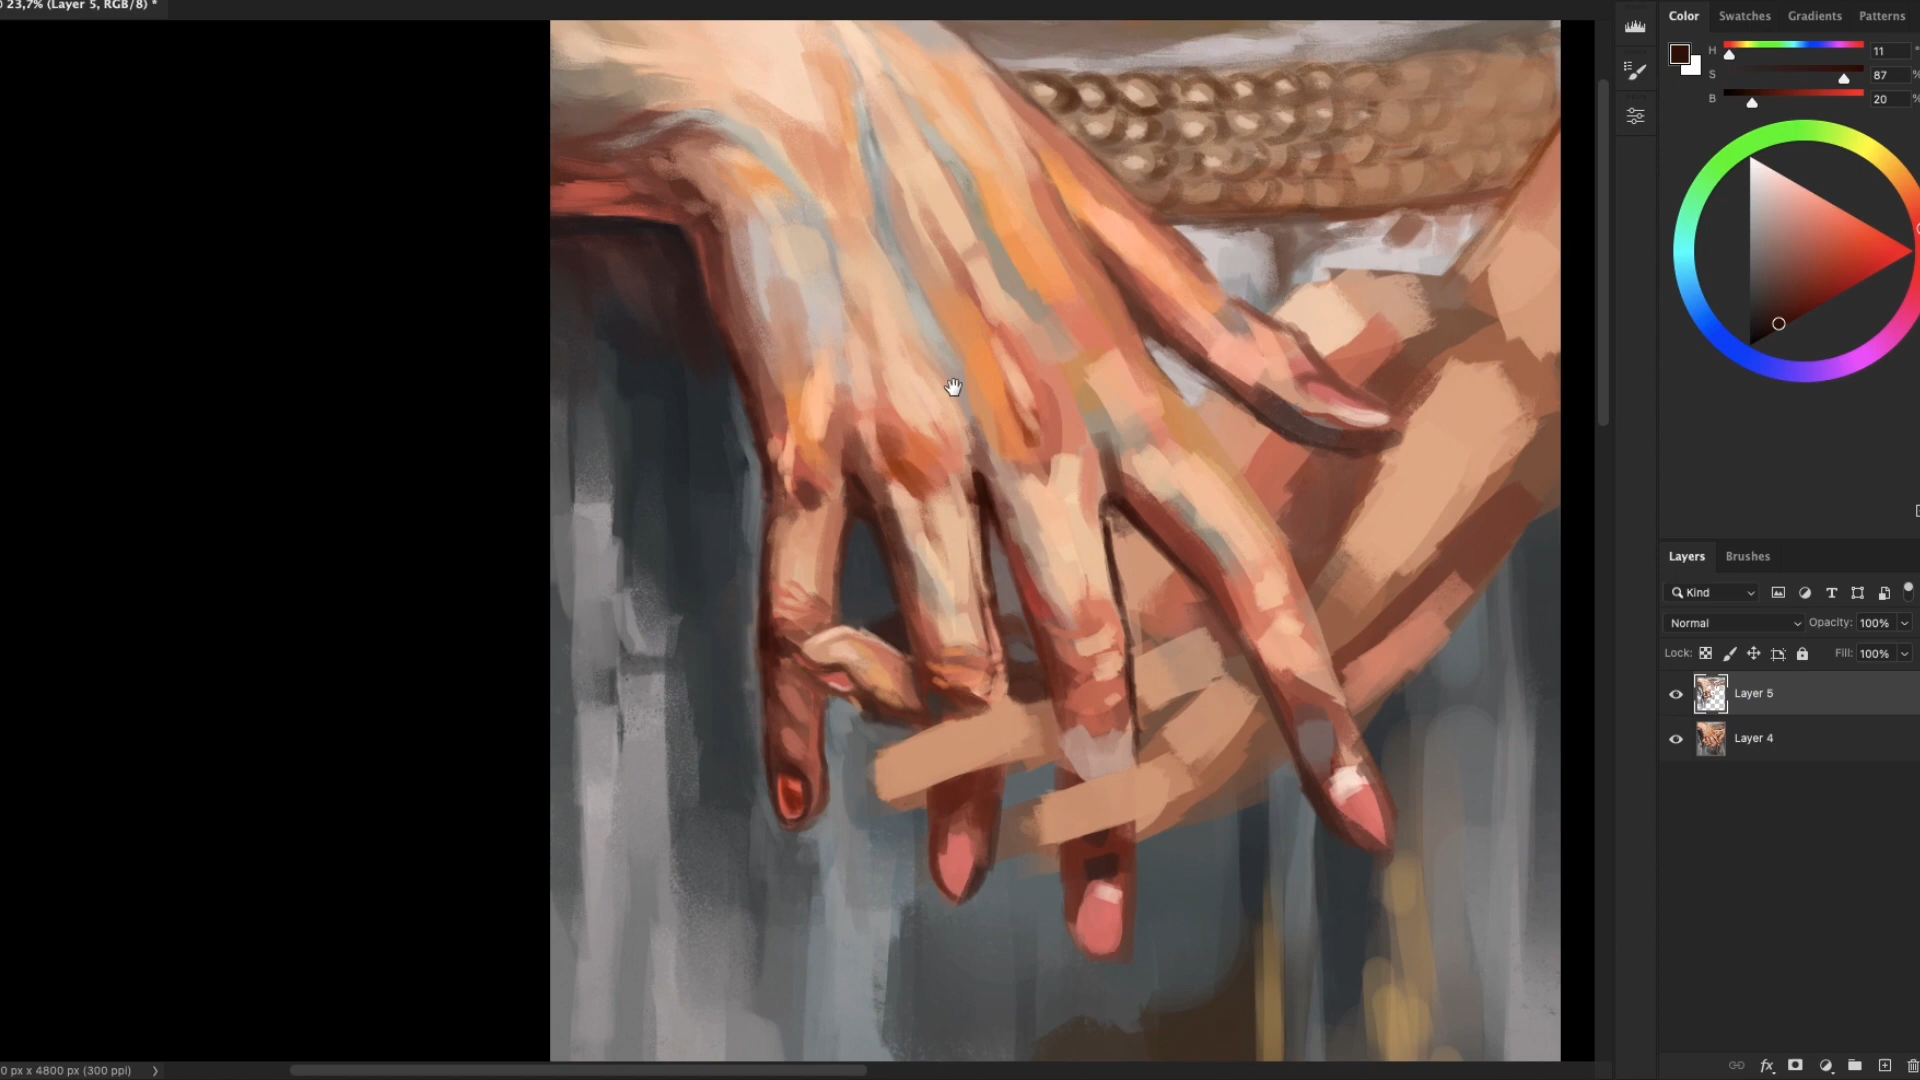 23,7% (Layer 5, RGB/8) *
Color Swatches Gradients Patterns
H 11 °
S 87 %
B 20 %
Layers Brushes
Kind
Normal Opacity: 100%
Lock: Fill: 100%
Layer 5
Layer 4
0 px x 4800 px (300 ppi)